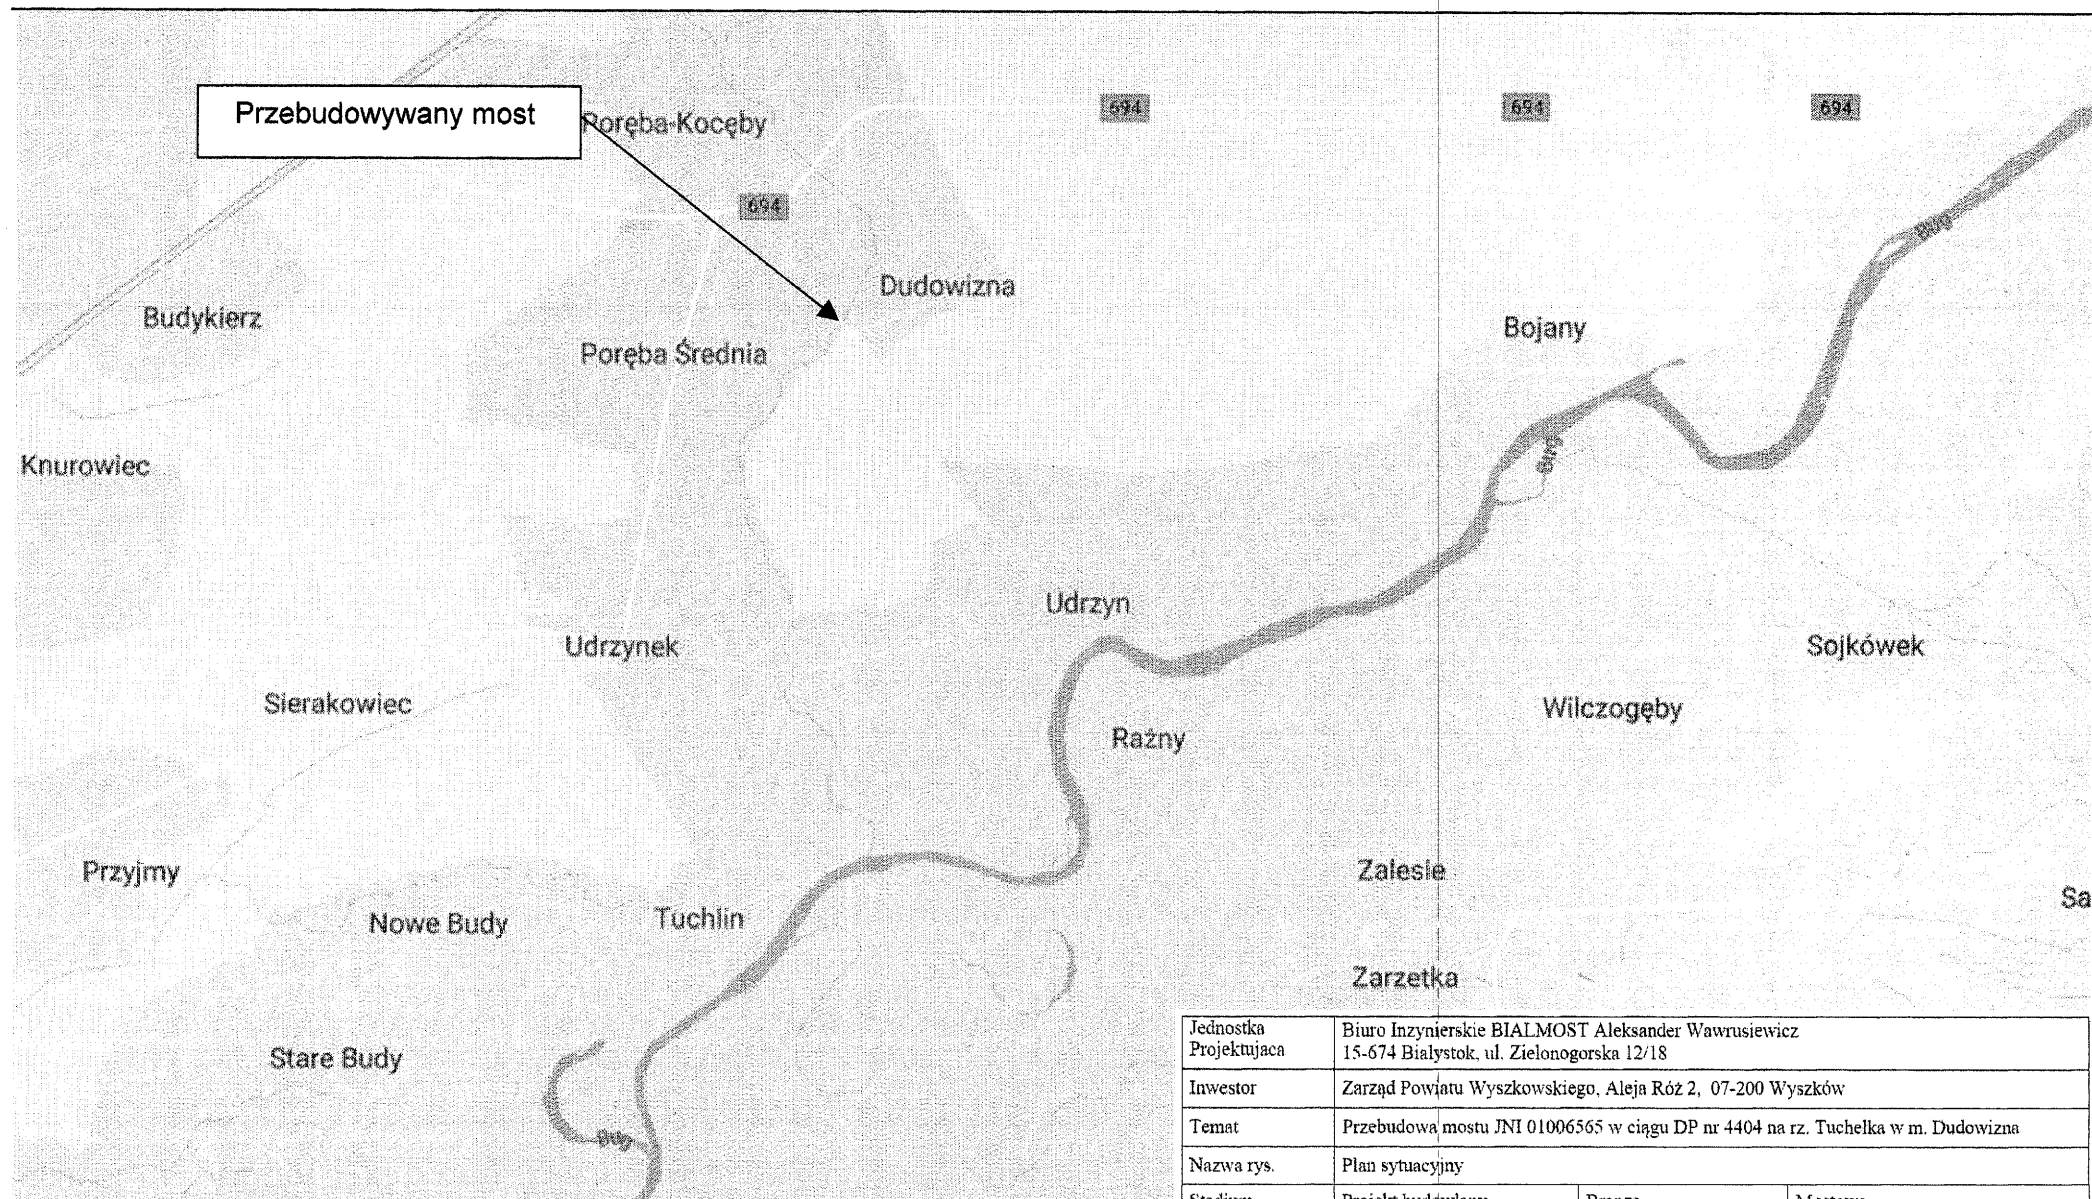 Przebudowywany most
Poręba-Kocęby
694
694
694
694
Bug
Dudowizna
Budykierz
Bojany
Poręba Średnia
Bug
Knurowiec
Udrzyn
Udrzynek
Sojkówek
Sierakowiec
Wilczogęby
Rażny
Przyjmy
Zalesie
Sa
Nowe Budy
Tuchlin
Zarzetka
Stare Budy
Bug
Jednostka
Projektujaca
Biuro Inzynierskie BIALMOST Aleksander Wawrusiewicz
15-674 Bialystok, ul. Zielonogorska 12/18
Inwestor
Zarząd Powiatu Wyszkowskiego, Aleja Róż 2, 07-200 Wyszków
Temat
Przebudowa mostu JNI 01006565 w ciągu DP nr 4404 na rz. Tuchełka w m. Dudowizna
Nazwa rys.
Plan sytuacyjny